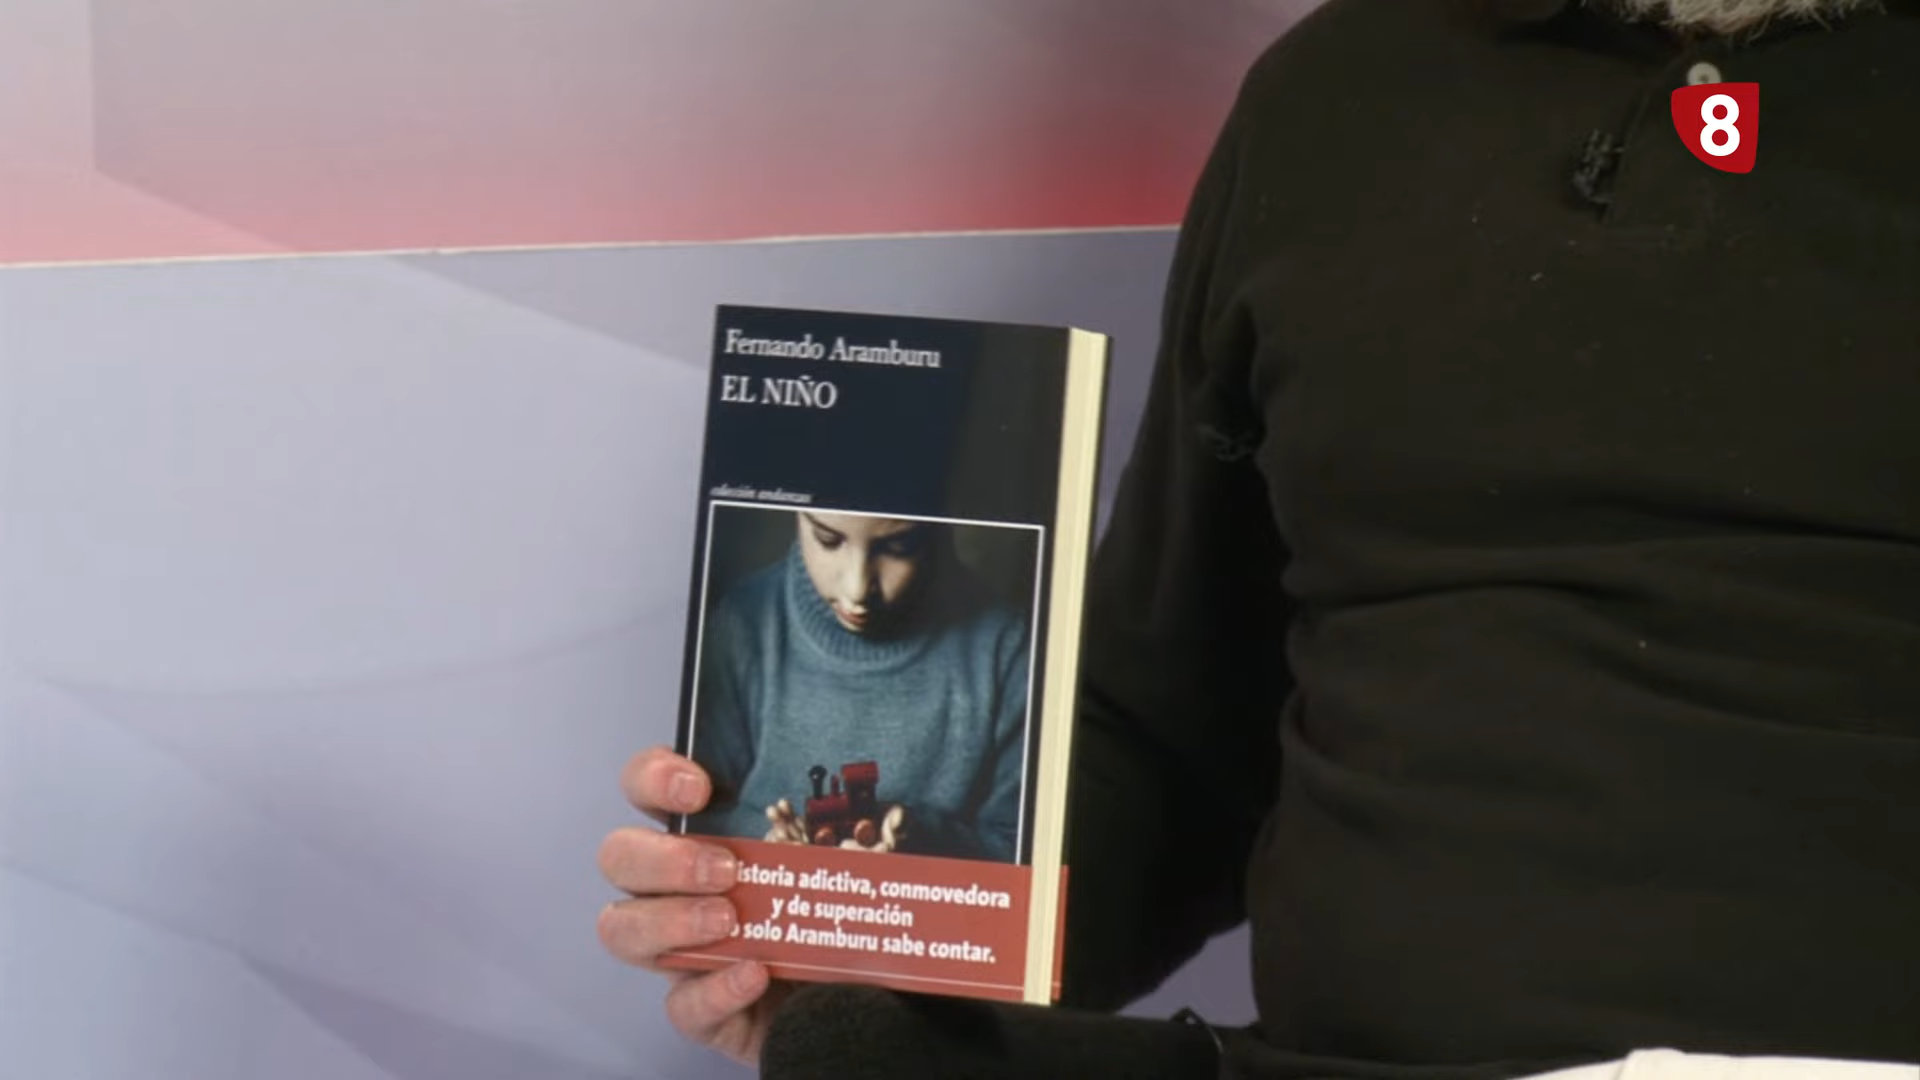 8
Fernando Aramburu
EL NIÑO
colección andanzas
istoria adictiva, conmovedora
y de superación
o solo Aramburu sabe contar.